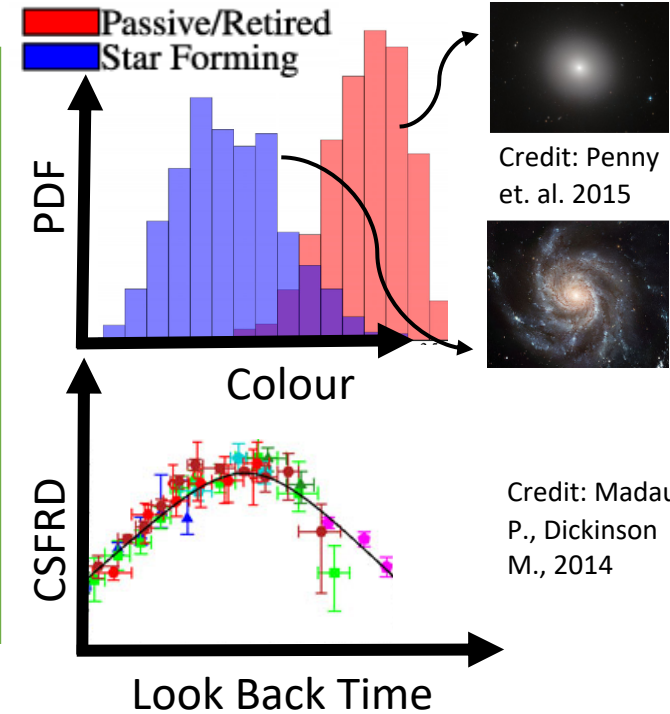 Passive/Retired
Star Forming
PDF
Colour
Credit: Penny
et. al. 2015
CSFRD
Look Back Time
Credit: Madau
P., Dickinson
M., 2014